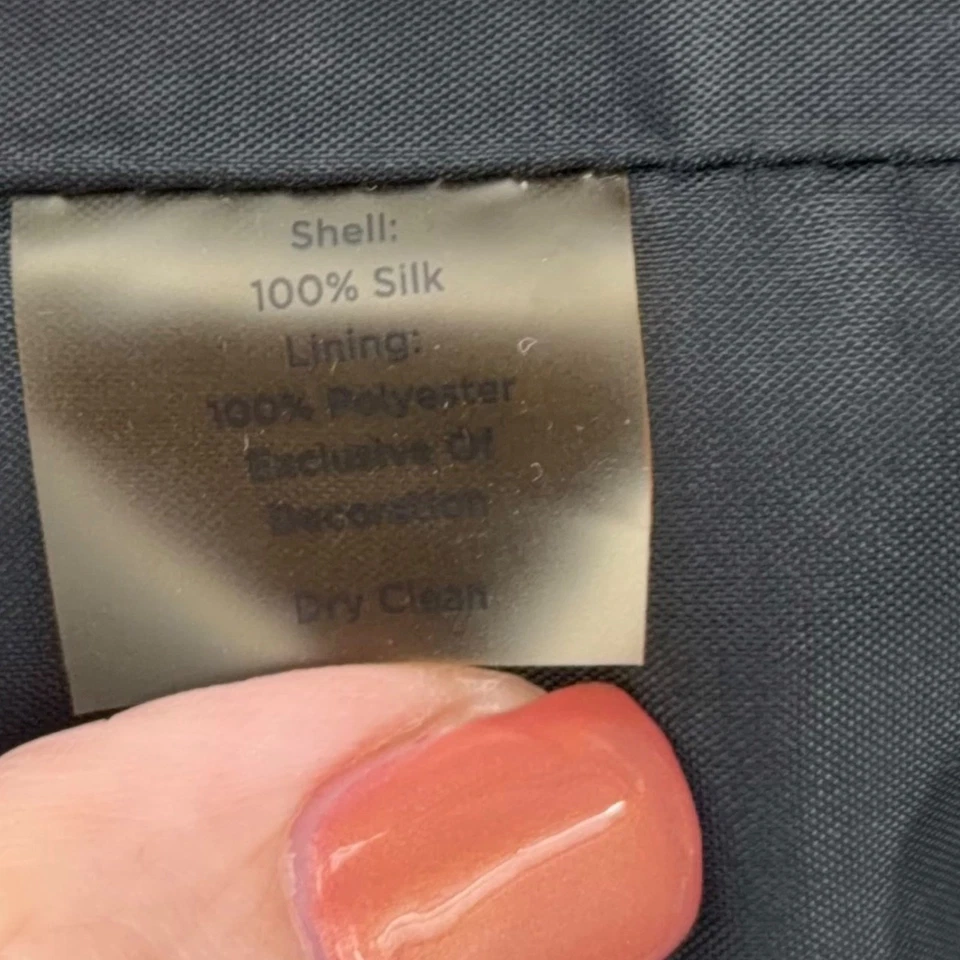 Shell:
100% Silk
Lining:
100% Polyester
Exclusive Of
Decoration
Dry Clean